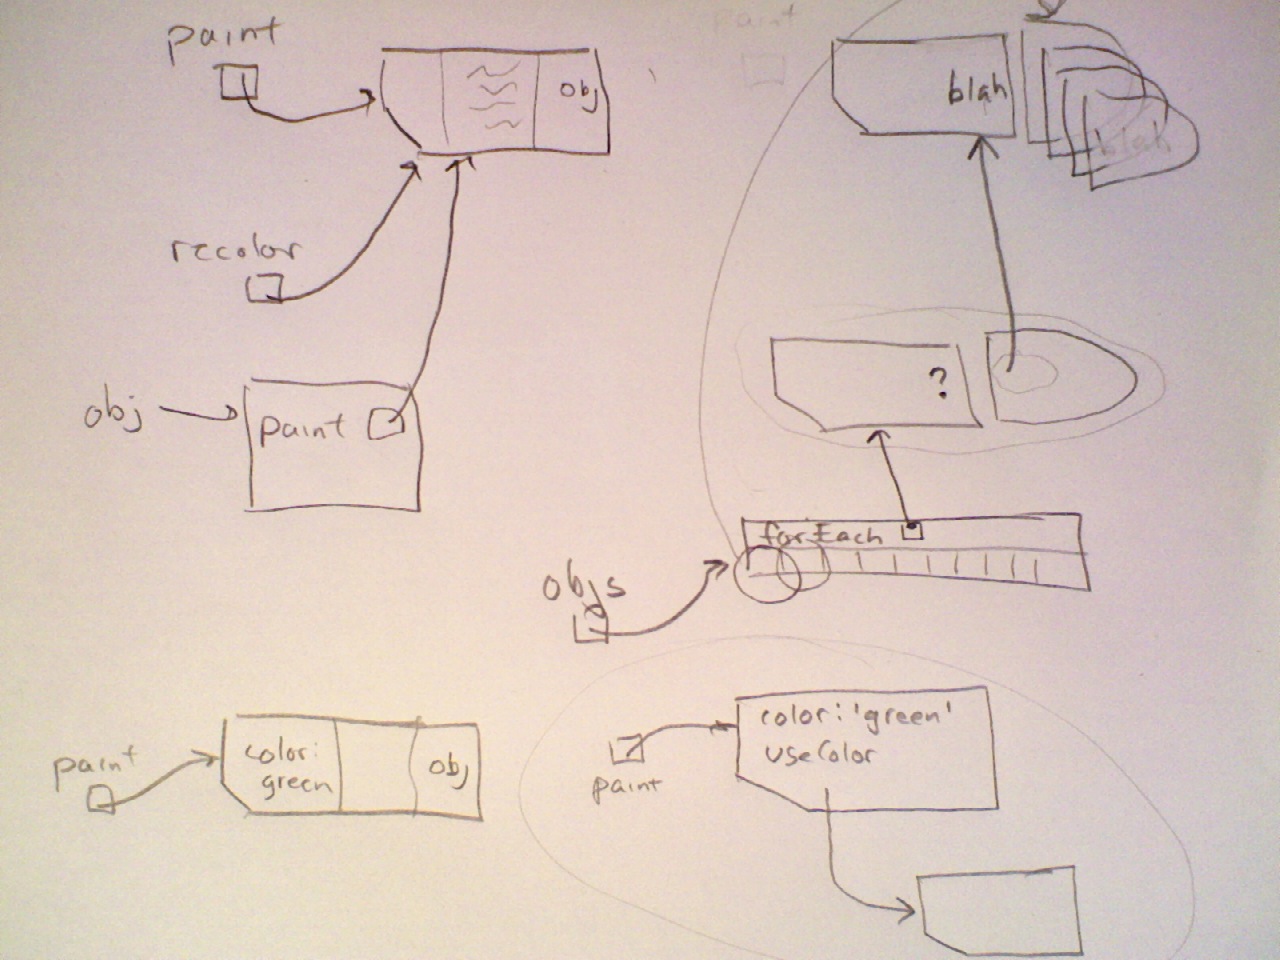 paint
obj
recolor
obj
paint
paint
blah
blah
?
forEach
objs
paint
color:
green
obj
paint
color: 'green'
useColor